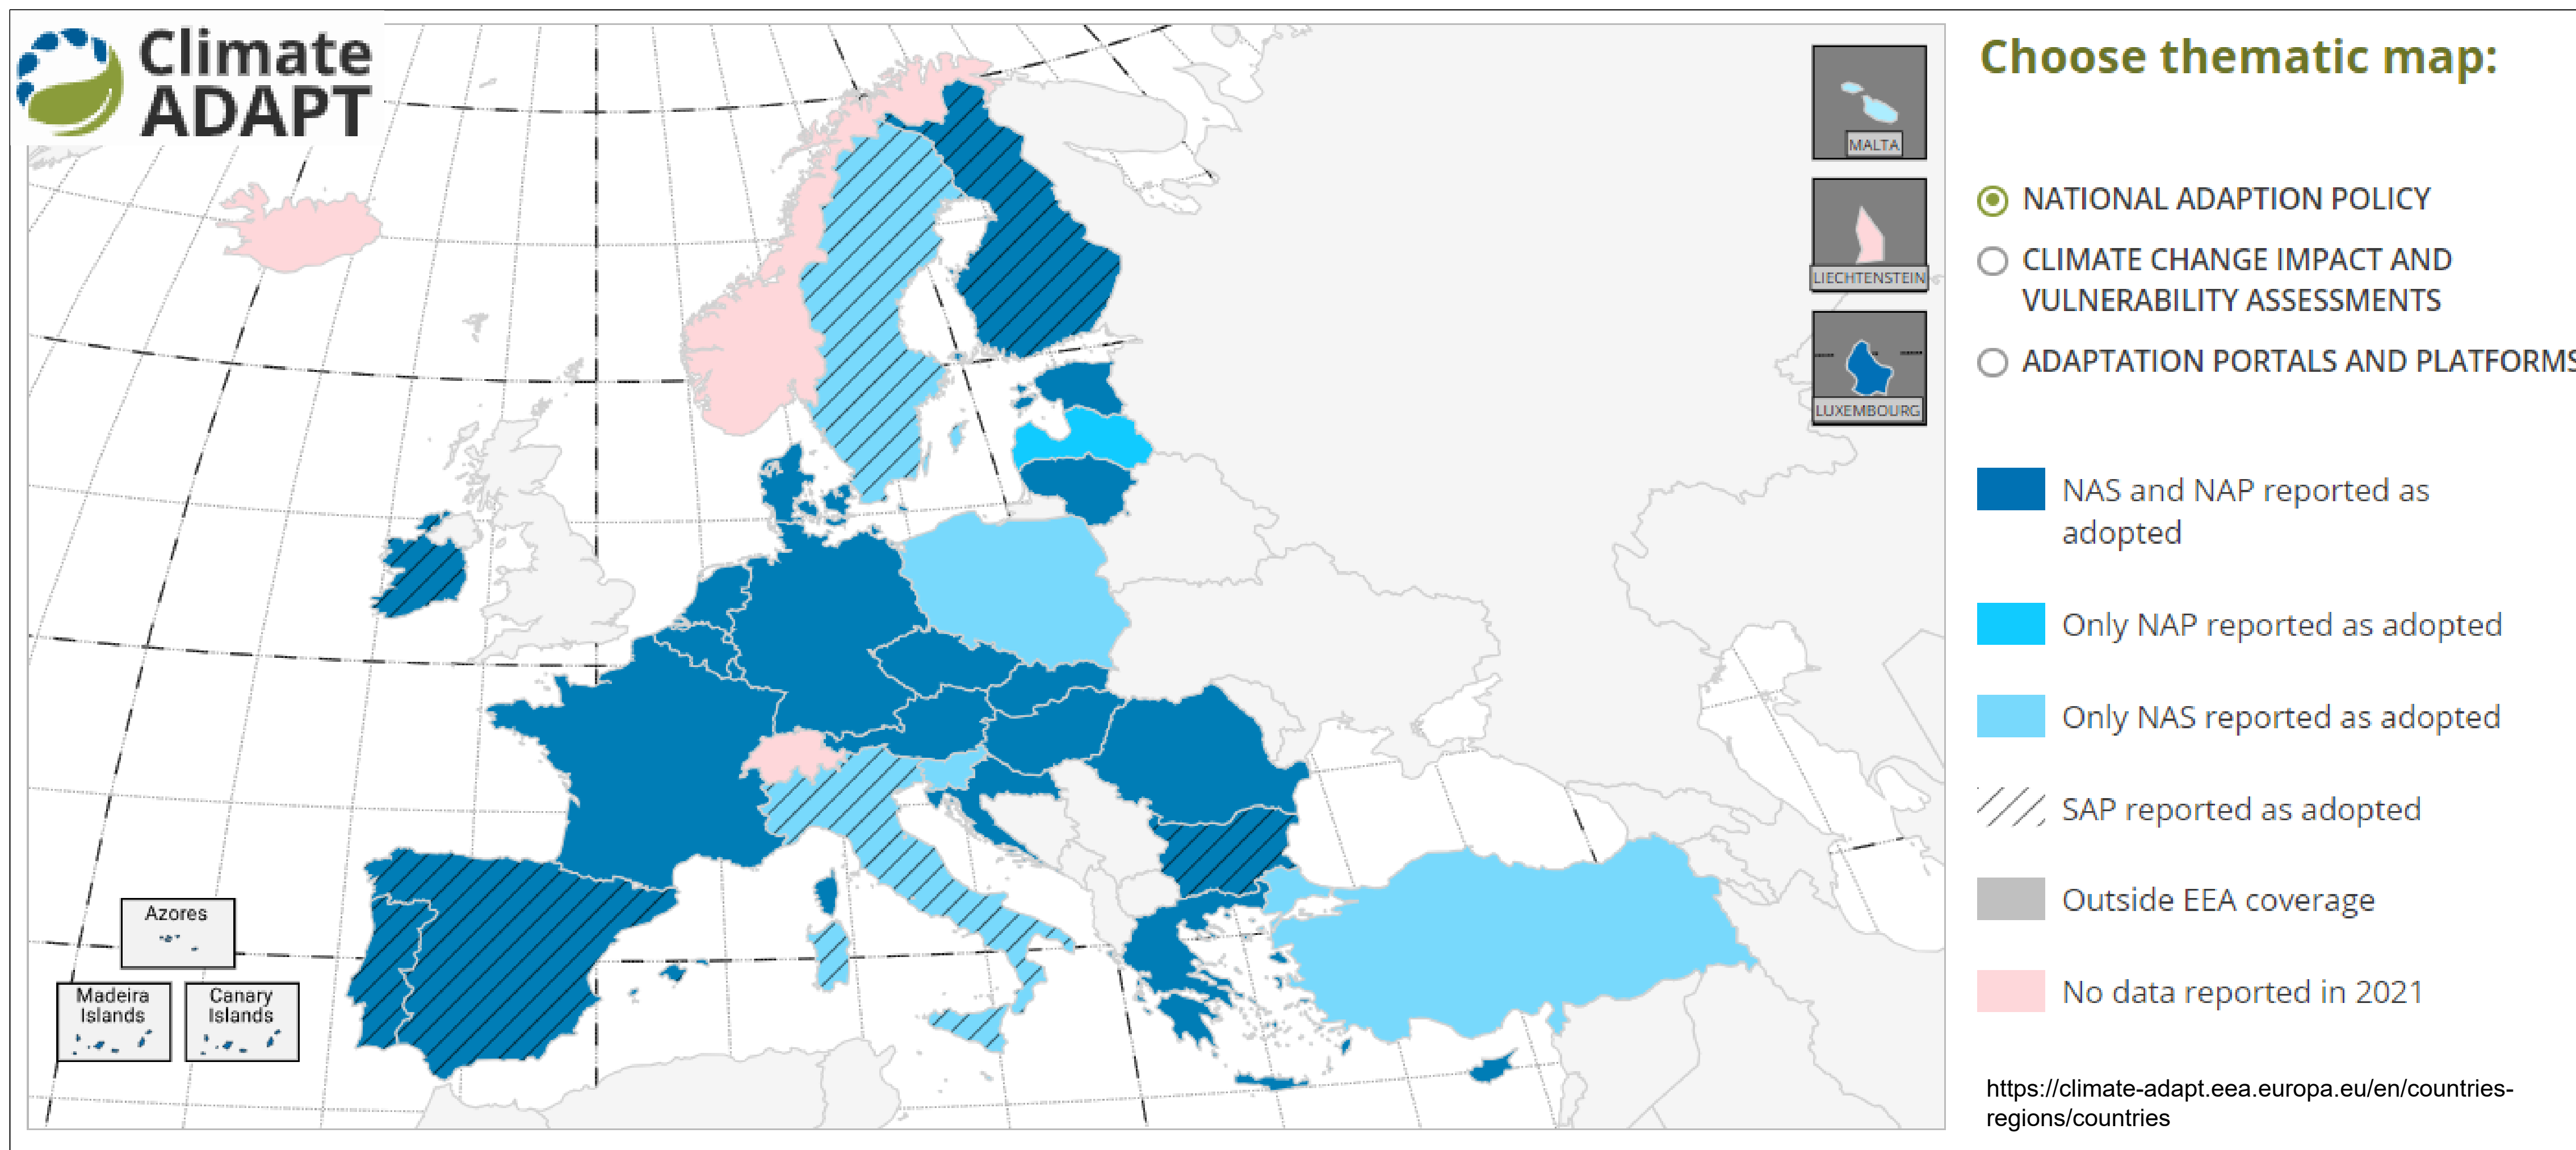 Climate
ADAPT
MALTA
LIECHTENSTEIN
LUXEMBOURG
Azores
Madeira
Islands
Canary
Islands
Choose thematic map:
NATIONAL ADAPTION POLICY
CLIMATE CHANGE IMPACT AND
VULNERABILITY ASSESSMENTS
ADAPTATION PORTALS AND PLATFORMS
NAS and NAP reported as
adopted
Only NAP reported as adopted
Only NAS reported as adopted
SAP reported as adopted
Outside EEA coverage
No data reported in 2021
https://climate-adapt.eea.europa.eu/en/countries-
regions/countries